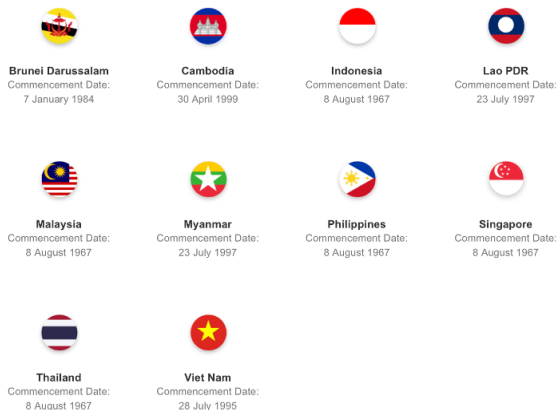 Brunei Darussalam
Commencement Date:
7 January 1984
Cambodia
Commencement Date:
30 April 1999
Indonesia
Commencement Date:
8 August 1967
Lao PDR
Commencement Date:
23 July 1997
Malaysia
Commencement Date:
8 August 1967
Myanmar
Commencement Date:
23 July 1997
Philippines
Commencement Date:
8 August 1967
Singapore
Commencement Date:
8 August 1967
Thailand
Commencement Date:
8 August 1967
Viet Nam
Commencement Date:
28 July 1995